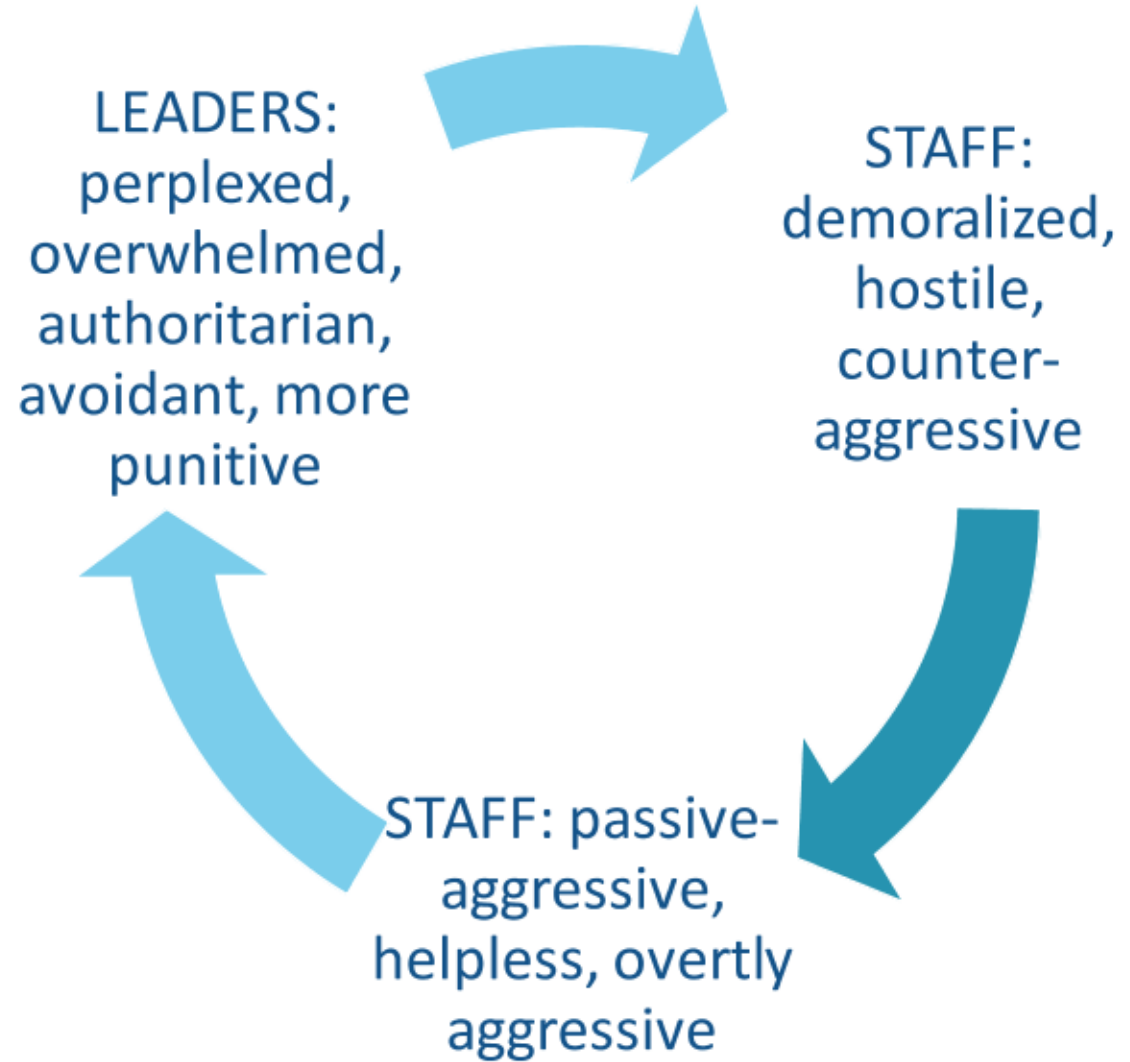 LEADERS:
perplexed,
overwhelmed,
authoritarian,
avoidant, more
punitive
STAFF:
demoralized,
hostile,
counter-
aggressive
STAFF: passive-
aggressive,
helpless, overtly
aggressive